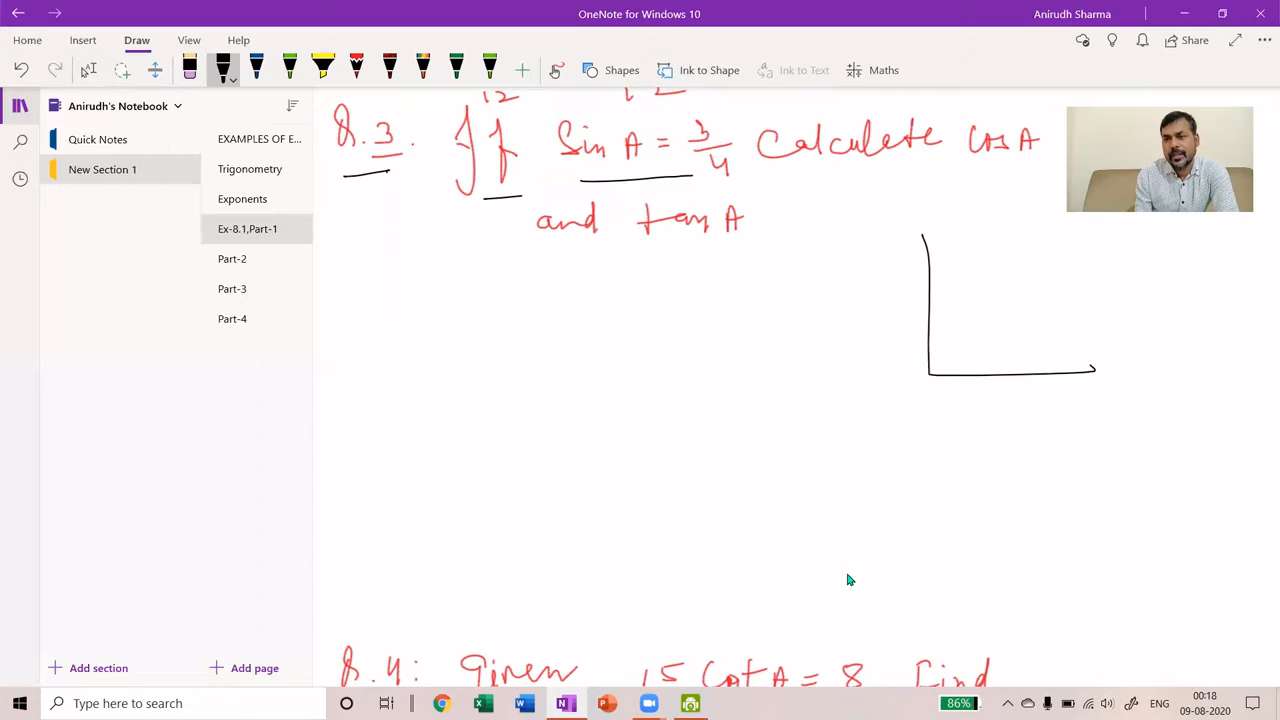 OneNote for Windows 10
Anirudh Sharma
Home Insert Draw View Help
Share
Shapes Ink to Shape Ink to Text Maths
Anirudh's Notebook
Quick Notes
New Section 1
EXAMPLES OF E...
Trigonometry
Exponents
Ex-8.1,Part-1
Part-2
Part-3
Part-4
12
Q.3. If Sin A = 3/4 Calculate cos A
and tan A
Q.4: Given 15 Cot A = 8 Find
Add section Add page
Type here to search
86%
ENG
00:18
09-08-2020